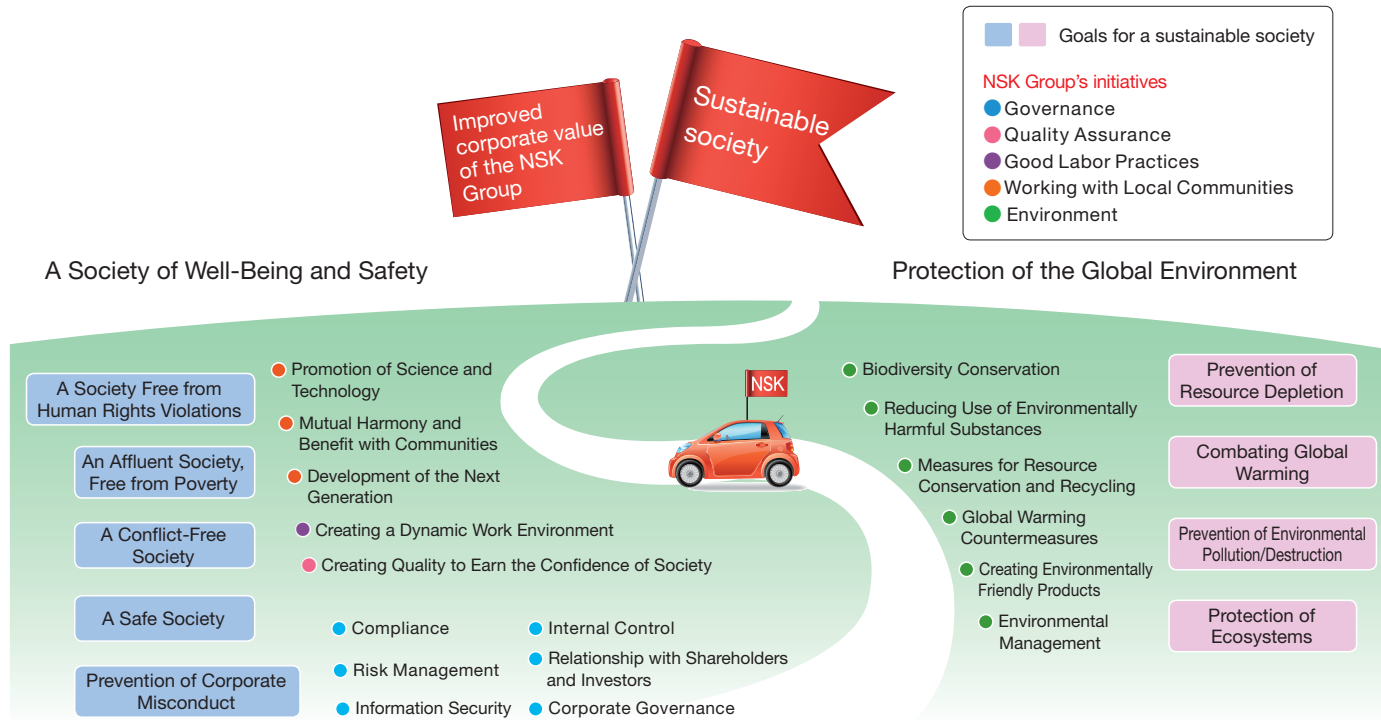 Goals for a sustainable society
NSK Group's initiatives
Governance
Quality Assurance
Good Labor Practices
Working with Local Communities
Environment
Improved
corporate value
of the NSK
Group
Sustainable
society
A Society of Well-Being and Safety
Protection of the Global Environment
A Society Free from
Human Rights Violations
An Affluent Society,
Free from Poverty
A Conflict-Free
Society
A Safe Society
Prevention of Corporate
Misconduct
Promotion of Science and
Technology
Mutual Harmony and
Benefit with Communities
Development of the Next
Generation
Creating a Dynamic Work Environment
Creating Quality to Earn the Confidence of Society
Compliance
Risk Management
Information Security
Internal Control
Relationship with Shareholders
and Investors
Corporate Governance
NSK
Biodiversity Conservation
Reducing Use of Environmentally
Harmful Substances
Measures for Resource
Conservation and Recycling
Global Warming
Countermeasures
Creating Environmentally
Friendly Products
Environmental
Management
Prevention of
Resource Depletion
Combating Global
Warming
Prevention of Environmental
Pollution/Destruction
Protection of
Ecosystems